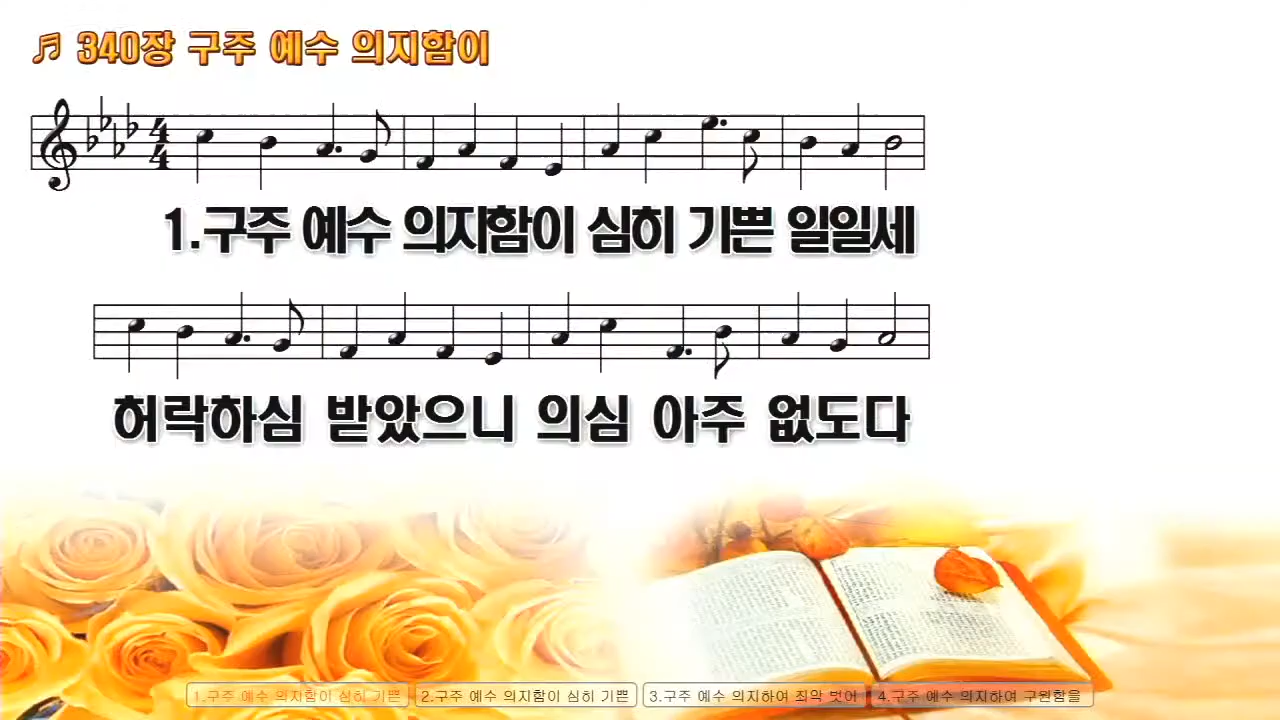 ♬ 340장 구주 예수 의지함이
1.구주 예수 의지함이 심히 기쁜 일일세
허락하심 받았으니 의심 아주 없도다
1.구주 예수 의지함이 심히 기쁜 2.구주 예수 의지함이 심히 기쁜 3.구주 예수 의지하여 죄악 벗어 4.구주 예수 의지하여 구원함을